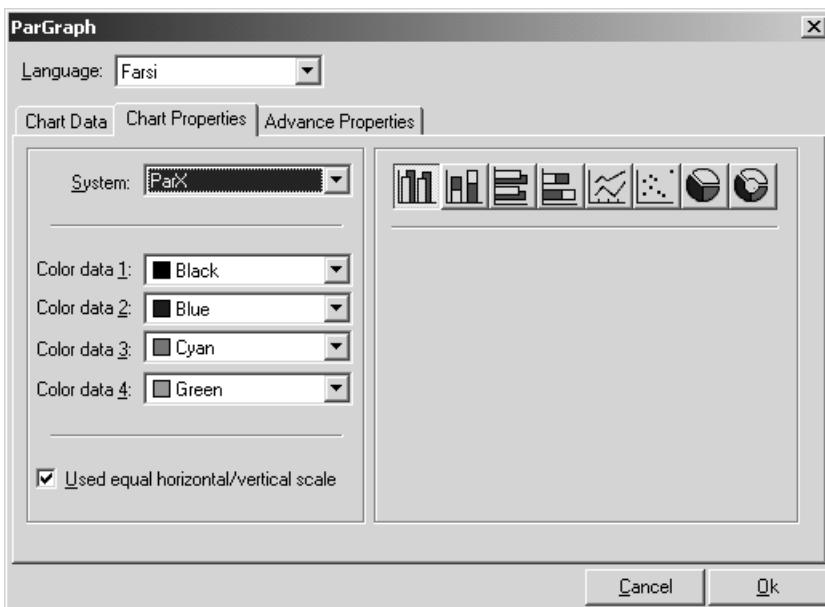 ParGraph
Language: Farsi
Chart Data Chart Properties Advance Properties
System: ParX
Color data 1: Black
Color data 2: Blue
Color data 3: Cyan
Color data 4: Green
Used equal horizontal/vertical scale
Cancel Ok